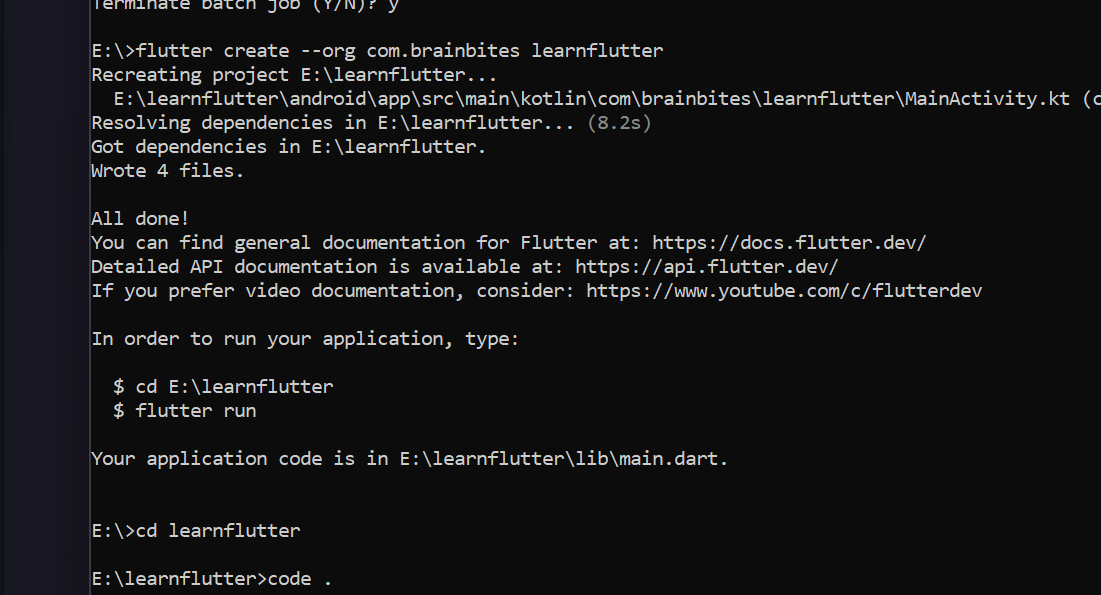 Terminate batch job (Y/N)? y
E:\>flutter create --org com.brainbites learnflutter
Recreating project E:\learnflutter...
  E:\learnflutter\android\app\src\main\kotlin\com\brainbites\learnflutter\MainActivity.kt (c
Resolving dependencies in E:\learnflutter... (8.2s)
Got dependencies in E:\learnflutter.
Wrote 4 files.
All done!
You can find general documentation for Flutter at: https://docs.flutter.dev/
Detailed API documentation is available at: https://api.flutter.dev/
If you prefer video documentation, consider: https://www.youtube.com/c/flutterdev
In order to run your application, type:
  $ cd E:\learnflutter
  $ flutter run
Your application code is in E:\learnflutter\lib\main.dart.
E:\>cd learnflutter
E:\learnflutter>code .